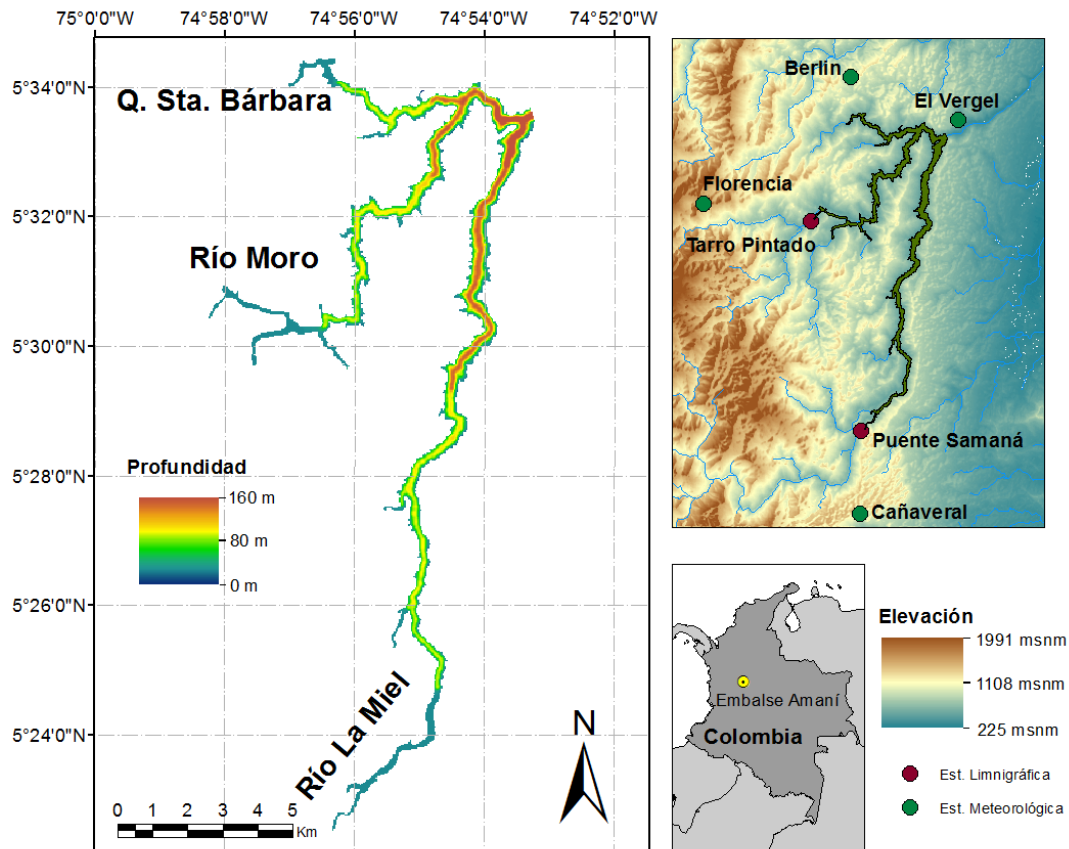 75°0'0"W
74°58'0"W
74°56'0"W
74°54'0"W
74°52'0"W
5°34'0"N
5°32'0"N
5°30'0"N
5°28'0"N
5°26'0"N
5°24'0"N
Q. Sta. Bárbara
Río Moro
Río La Miel
Profundidad
160 m
80 m
0 m
N
0 1 2 3 4 5
Km
Berlin
El Vergel
Florencia
Tarro Pintado
Puente Samaná
Cañaveral
Embalse Amaní
Colombia
Elevación
1991 msnm
1108 msnm
225 msnm
Est. Limnigráfica
Est. Meteorológica